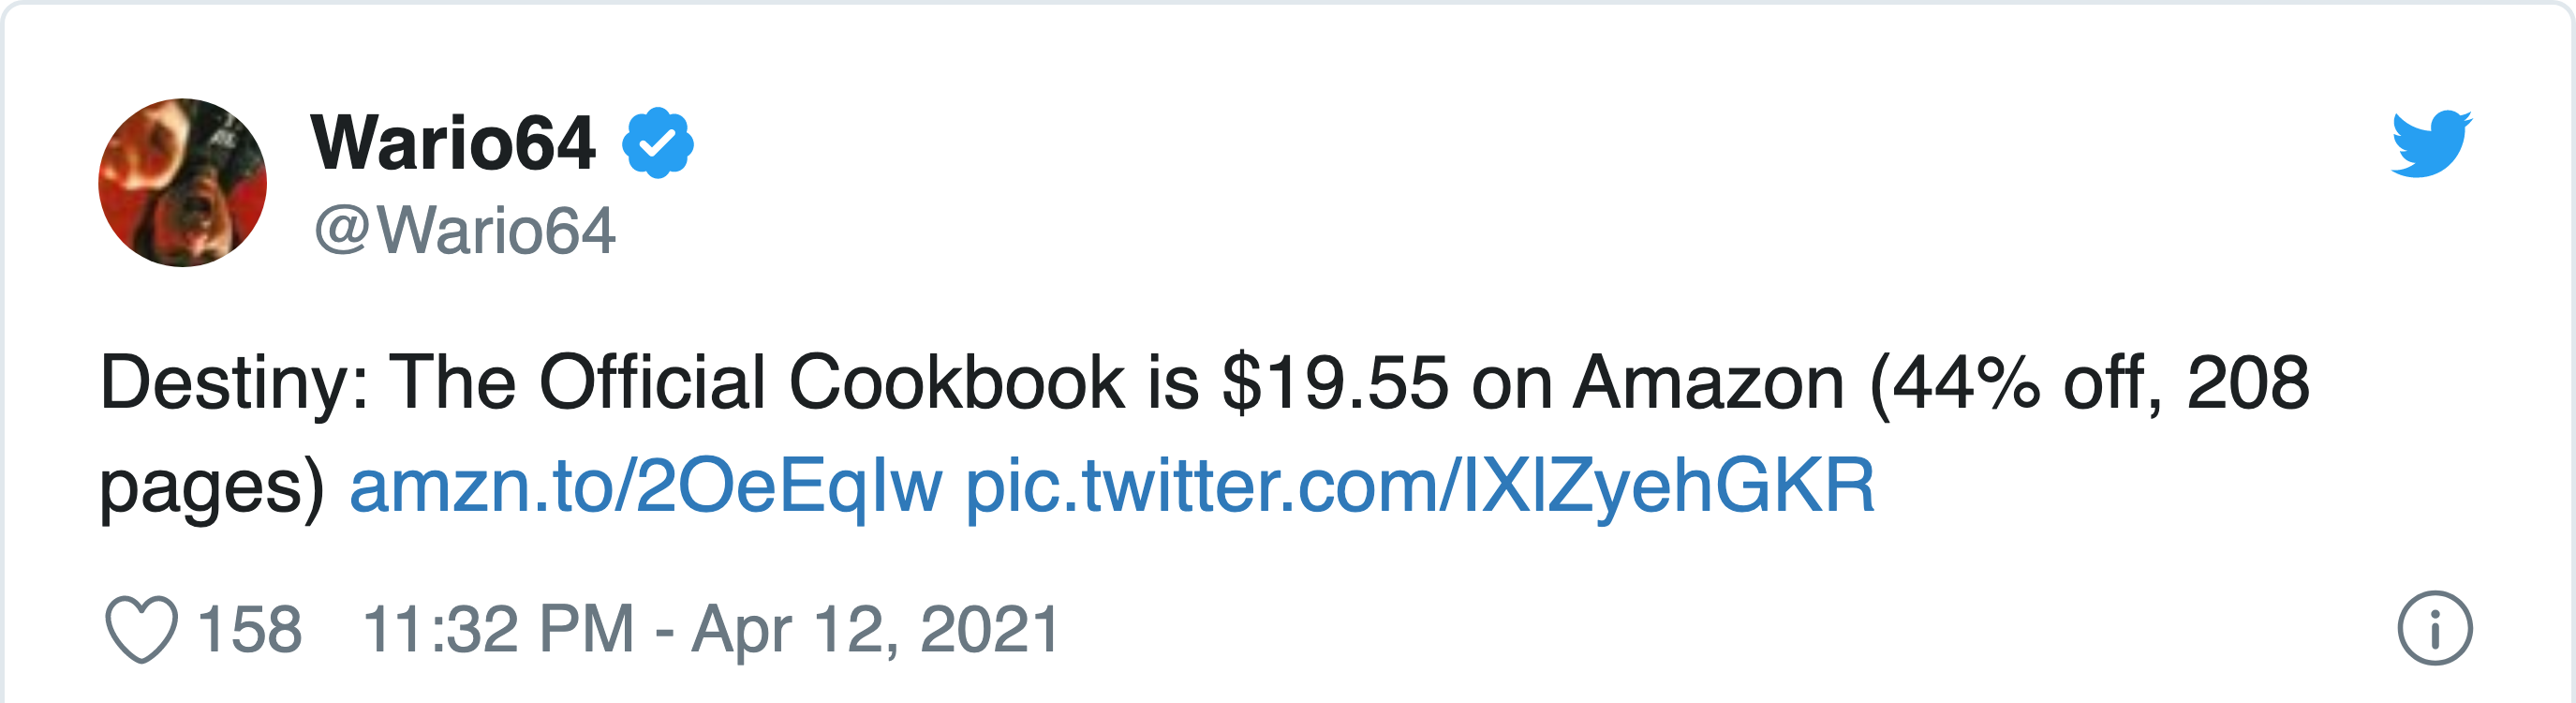 Wario64
@Wario64
Destiny: The Official Cookbook is $19.55 on Amazon (44% off, 208
pages) amzn.to/2OeEqlw pic.twitter.com/IXIZyehGKR
158 11:32 PM - Apr 12, 2021